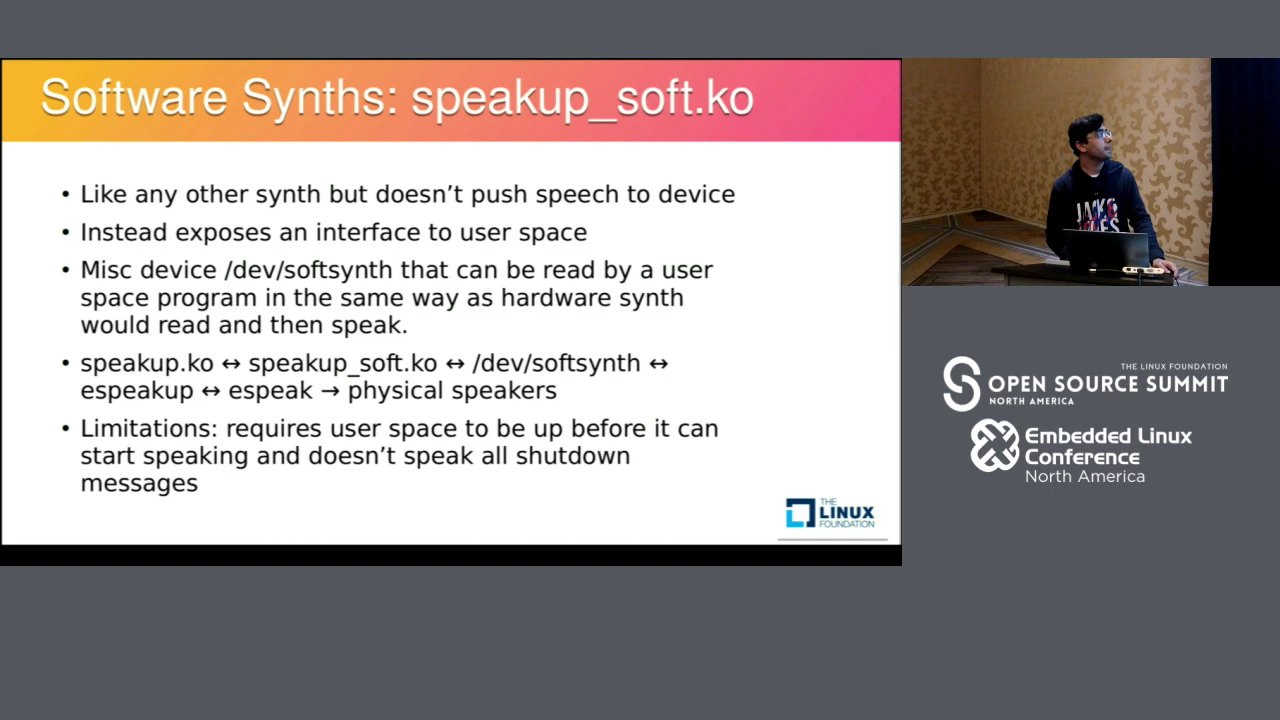 Software Synths: speakup_soft.ko
• Like any other synth but doesn’t push speech to device
• Instead exposes an interface to user space
• Misc device /dev/softsynth that can be read by a user
space program in the same way as hardware synth
would read and then speak.
• speakup.ko ↔ speakup_soft.ko ↔ /dev/softsynth ↔
espeakup ↔ espeak → physical speakers
• Limitations: requires user space to be up before it can
start speaking and doesn’t speak all shutdown
messages
THE
LINUX
FOUNDATION
THE LINUX FOUNDATION
OPEN SOURCE SUMMIT
NORTH AMERICA
Embedded Linux
Conference
North America